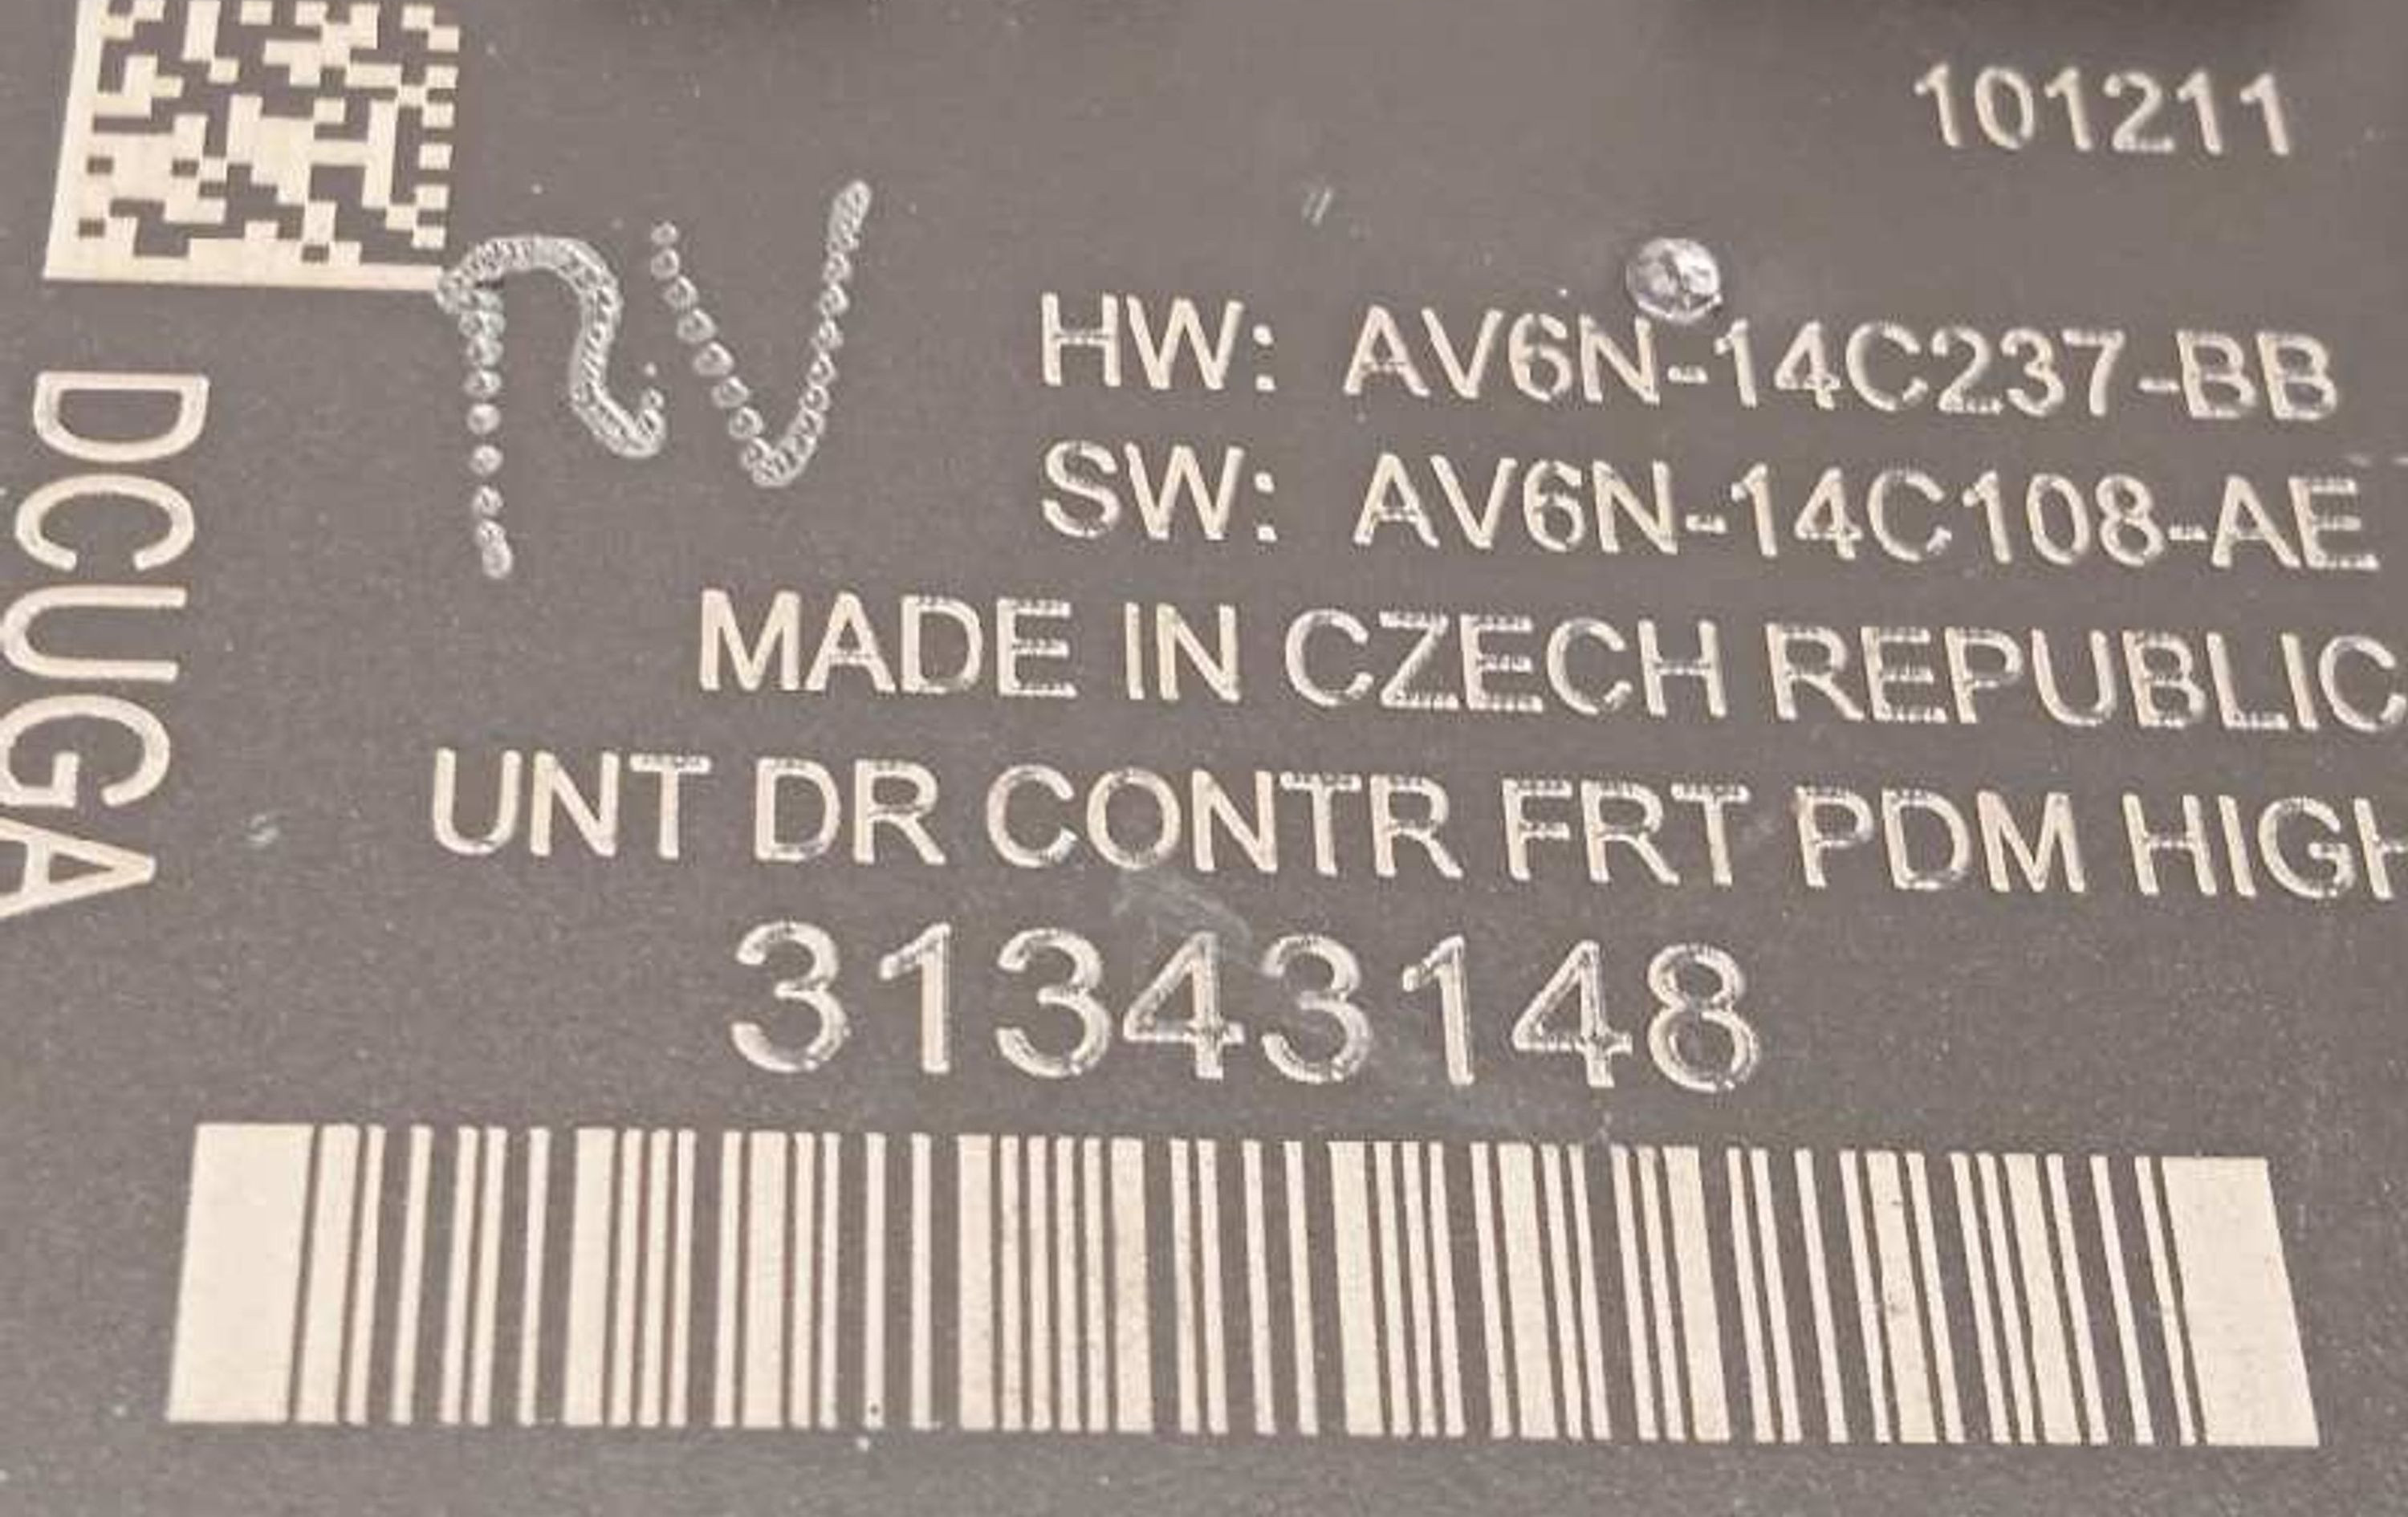 101211
HW: AV6N-14C237-BB
SW: AV6N-14C108-AE
MADE IN CZECH REPUBLIC
UNT DR CONTR FRT PDM HIGH
31343148
DCUGA